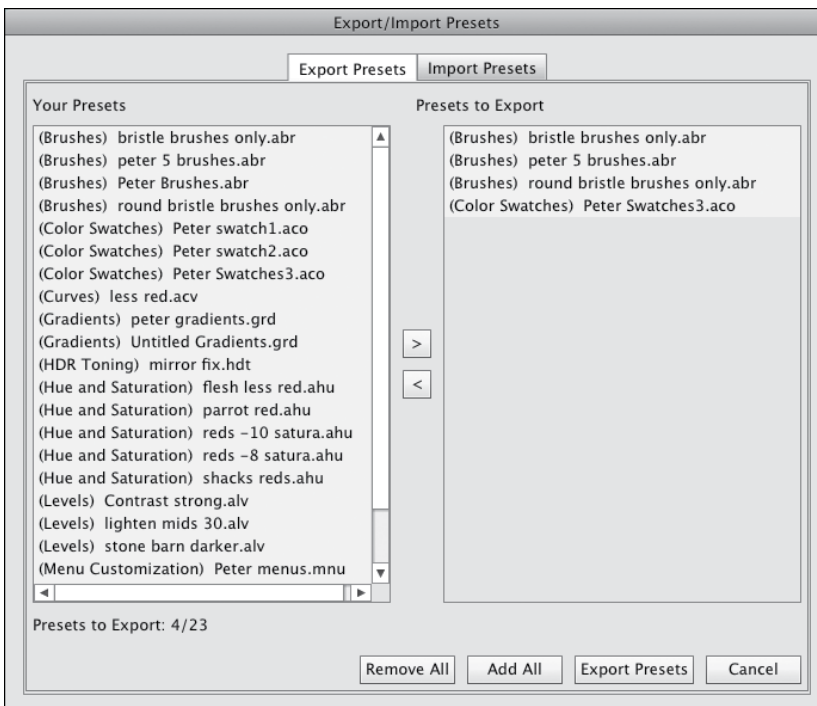 Export/Import Presets
Export Presets
Import Presets
Your Presets
(Brushes) bristle brushes only.abr
(Brushes) peter 5 brushes.abr
(Brushes) Peter Brushes.abr
(Brushes) round bristle brushes only.abr
(Color Swatches) Peter swatch1.aco
(Color Swatches) Peter swatch2.aco
(Color Swatches) Peter Swatches3.aco
(Curves) less red.acv
(Gradients) peter gradients.grd
(Gradients) Untitled Gradients.grd
(HDR Toning) mirror fix.hdt
(Hue and Saturation) flesh less red.ahu
(Hue and Saturation) parrot red.ahu
(Hue and Saturation) reds -10 satura.ahu
(Hue and Saturation) reds -8 satura.ahu
(Hue and Saturation) shacks reds.ahu
(Levels) Contrast strong.alv
(Levels) lighten mids 30.alv
(Levels) stone barn darker.alv
(Menu Customization) Peter menus.mnu
>
<
Presets to Export
(Brushes) bristle brushes only.abr
(Brushes) peter 5 brushes.abr
(Brushes) round bristle brushes only.abr
(Color Swatches) Peter Swatches3.aco
Presets to Export: 4/23
Remove All
Add All
Export Presets
Cancel